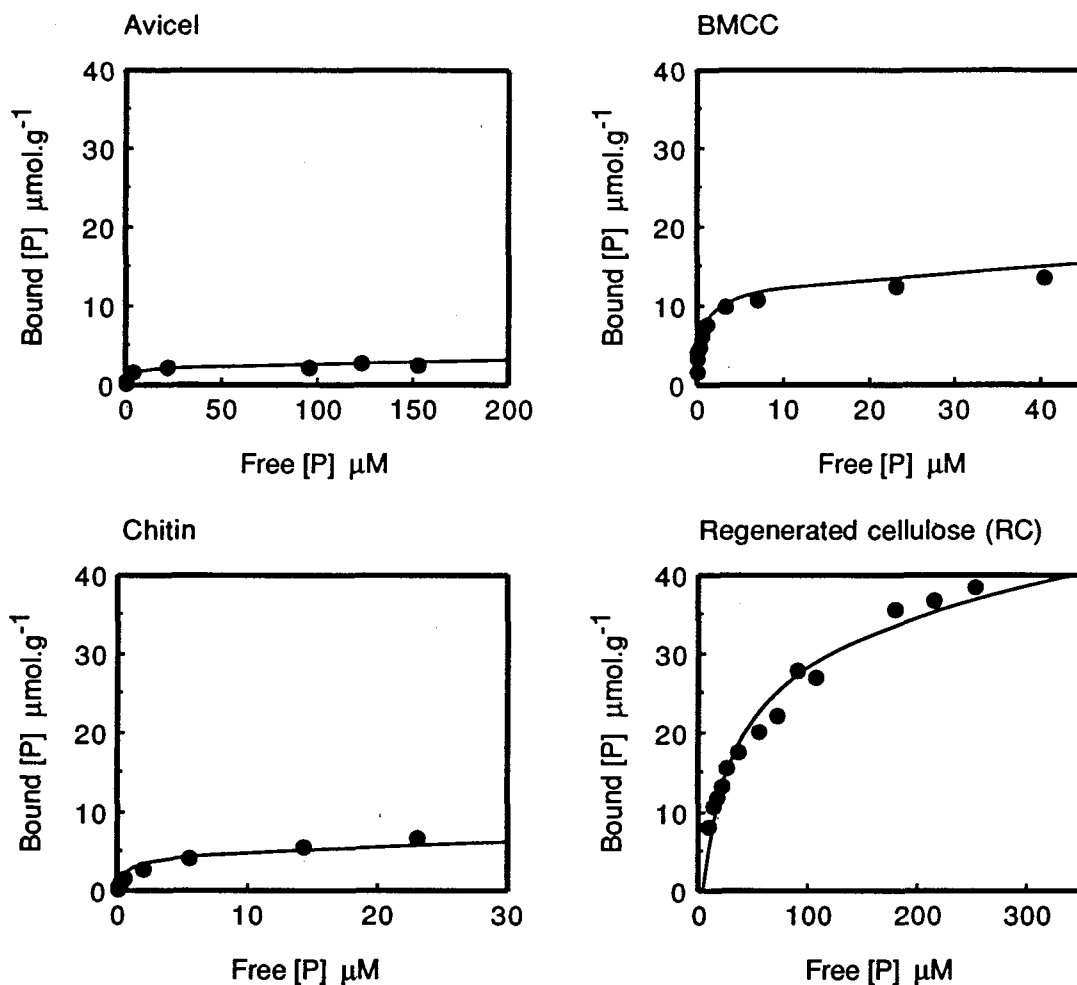 Avicel
40
30
20
10
0
Bound [P] μmol.g-1
0 50 100 150 200
Free [P] μM
BMCC
40
30
20
10
0
Bound [P] μmol.g-1
0 10 20 30 40
Free [P] μM
Chitin
40
30
20
10
0
Bound [P] μmol.g-1
0 10 20 30
Free [P] μM
Regenerated cellulose (RC)
40
30
20
10
0
Bound [P] μmol.g-1
0 100 200 300
Free [P] μM